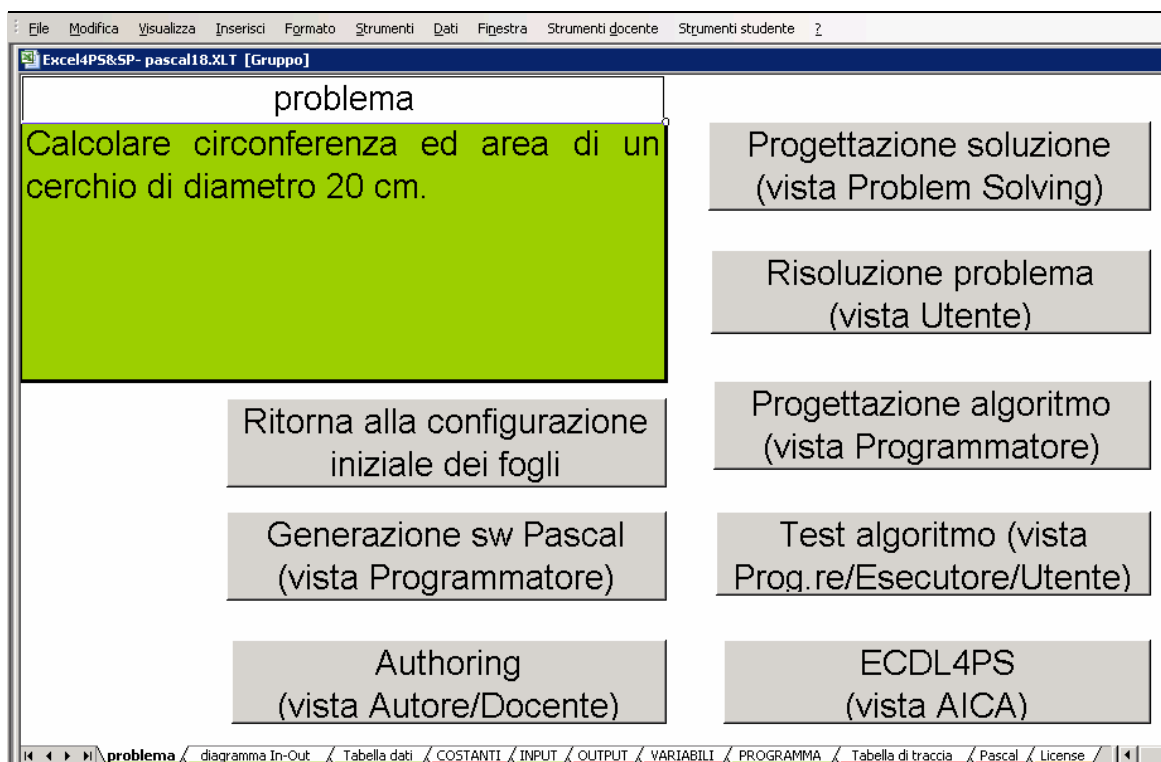 File Modifica Visualizza Inserisci Formato Strumenti Dati Finestra Strumenti docente Strumenti studente ?
Excel4PS&SP- pascal18.XLT [Gruppo]
problema
Calcolare circonferenza ed area di un
cerchio di diametro 20 cm.
Progettazione soluzione
(vista Problem Solving)
Risoluzione problema
(vista Utente)
Progettazione algoritmo
(vista Programmatore)
Ritorna alla configurazione
iniziale dei fogli
Generazione sw Pascal
(vista Programmatore)
Test algoritmo (vista
Prog.re/Esecutore/Utente)
Authoring
(vista Autore/Docente)
ECDL4PS
(vista AICA)
problema / diagramma In-Out / Tabella dati / COSTANTI / INPUT / OUTPUT / VARIABILI / PROGRAMMA / Tabella di traccia / Pascal / License /